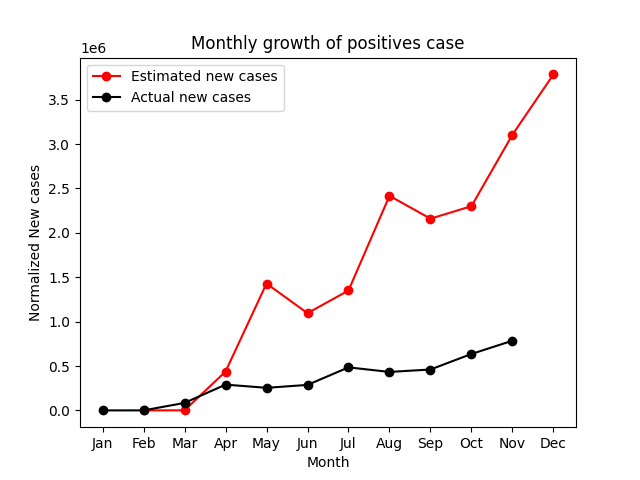 Monthly growth of positives case
1e6
Estimated new cases
Actual new cases
3.5
3.0
2.5
2.0
1.5
1.0
0.5
0.0
Normalized New cases
Jan Feb Mar Apr May Jun Jul Aug Sep Oct Nov Dec
Month